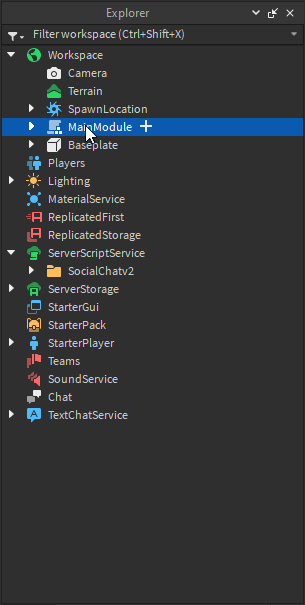 Explorer
Filter workspace (Ctrl+Shift+X)
Workspace
Camera
Terrain
SpawnLocation
MainModule
Baseplate
Players
Lighting
MaterialService
ReplicatedFirst
ReplicatedStorage
ServerScriptService
SocialChatv2
ServerStorage
StarterGui
StarterPack
StarterPlayer
Teams
SoundService
Chat
TextChatService